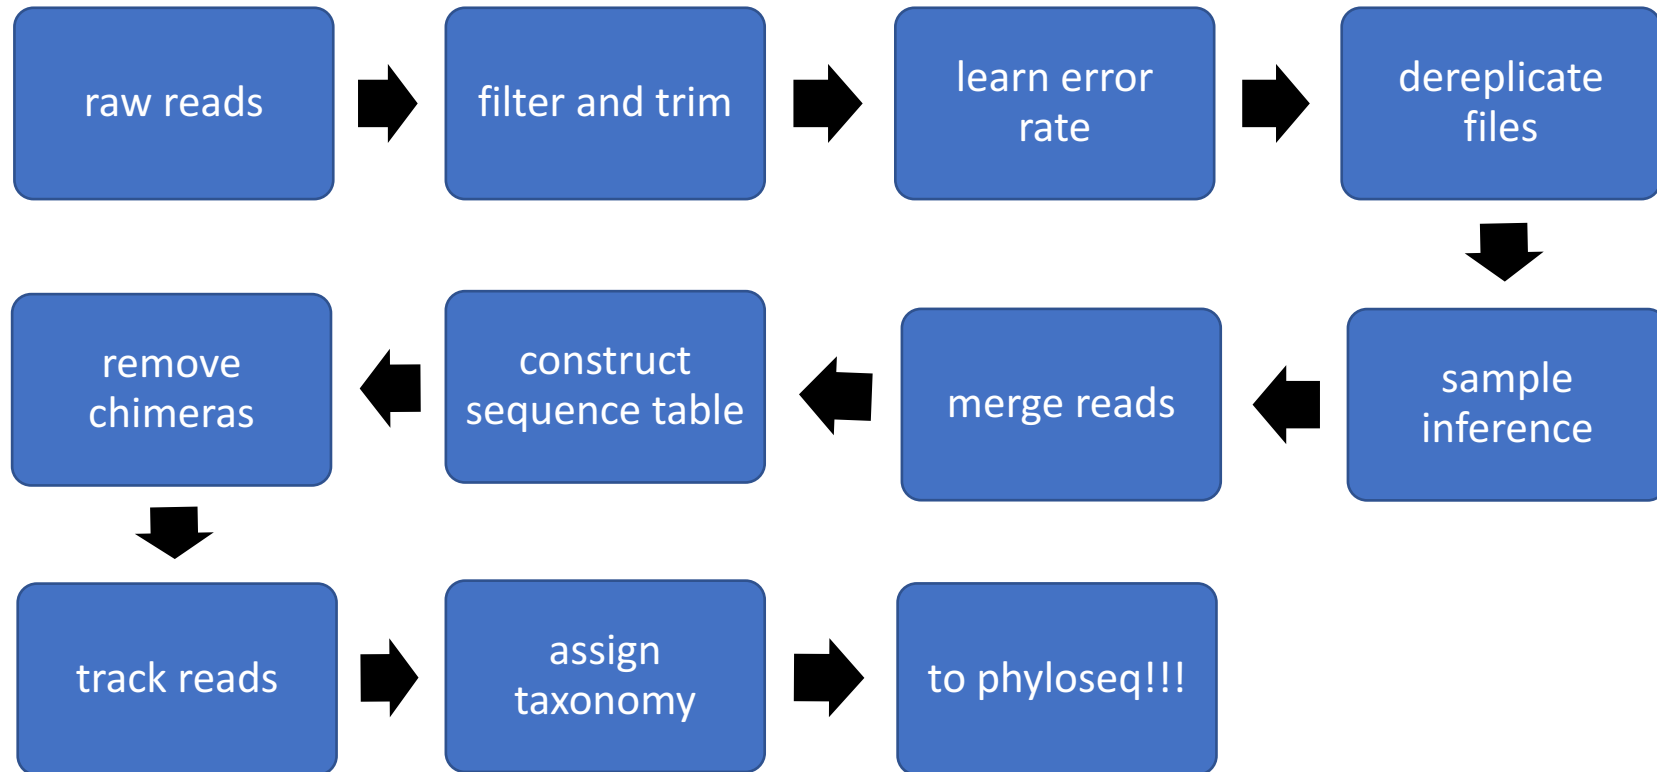 raw reads
filter and trim
learn error
rate
dereplicate
files
sample
inference
merge reads
construct
sequence table
remove
chimeras
track reads
assign
taxonomy
to phyloseq!!!